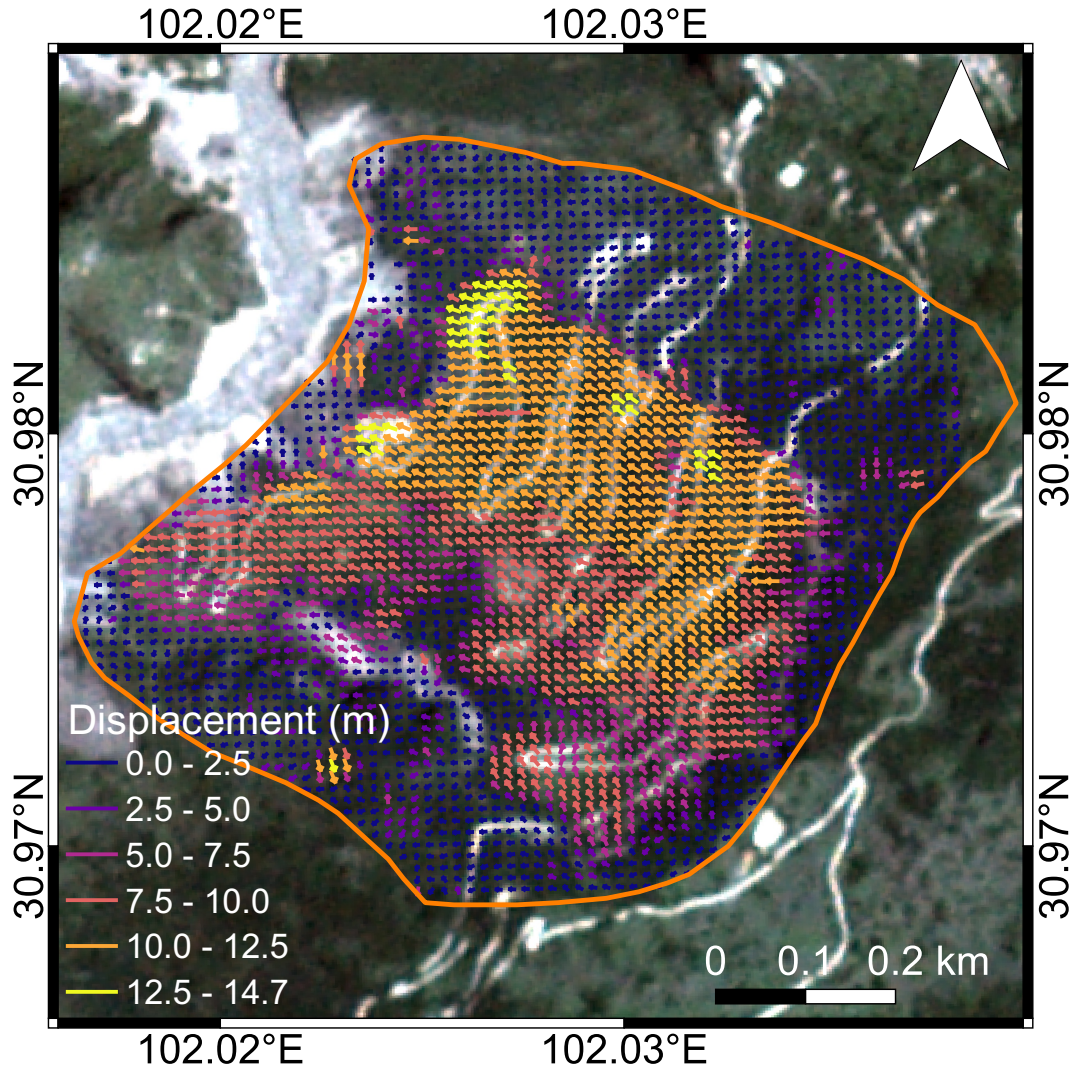 102.02°E 102.03°E
30.98°N 30.98°N
Displacement (m)
0.0 - 2.5
2.5 - 5.0
5.0 - 7.5
7.5 - 10.0
10.0 - 12.5
12.5 - 14.7
30.97°N 30.97°N
0 0.1 0.2 km
102.02°E 102.03°E